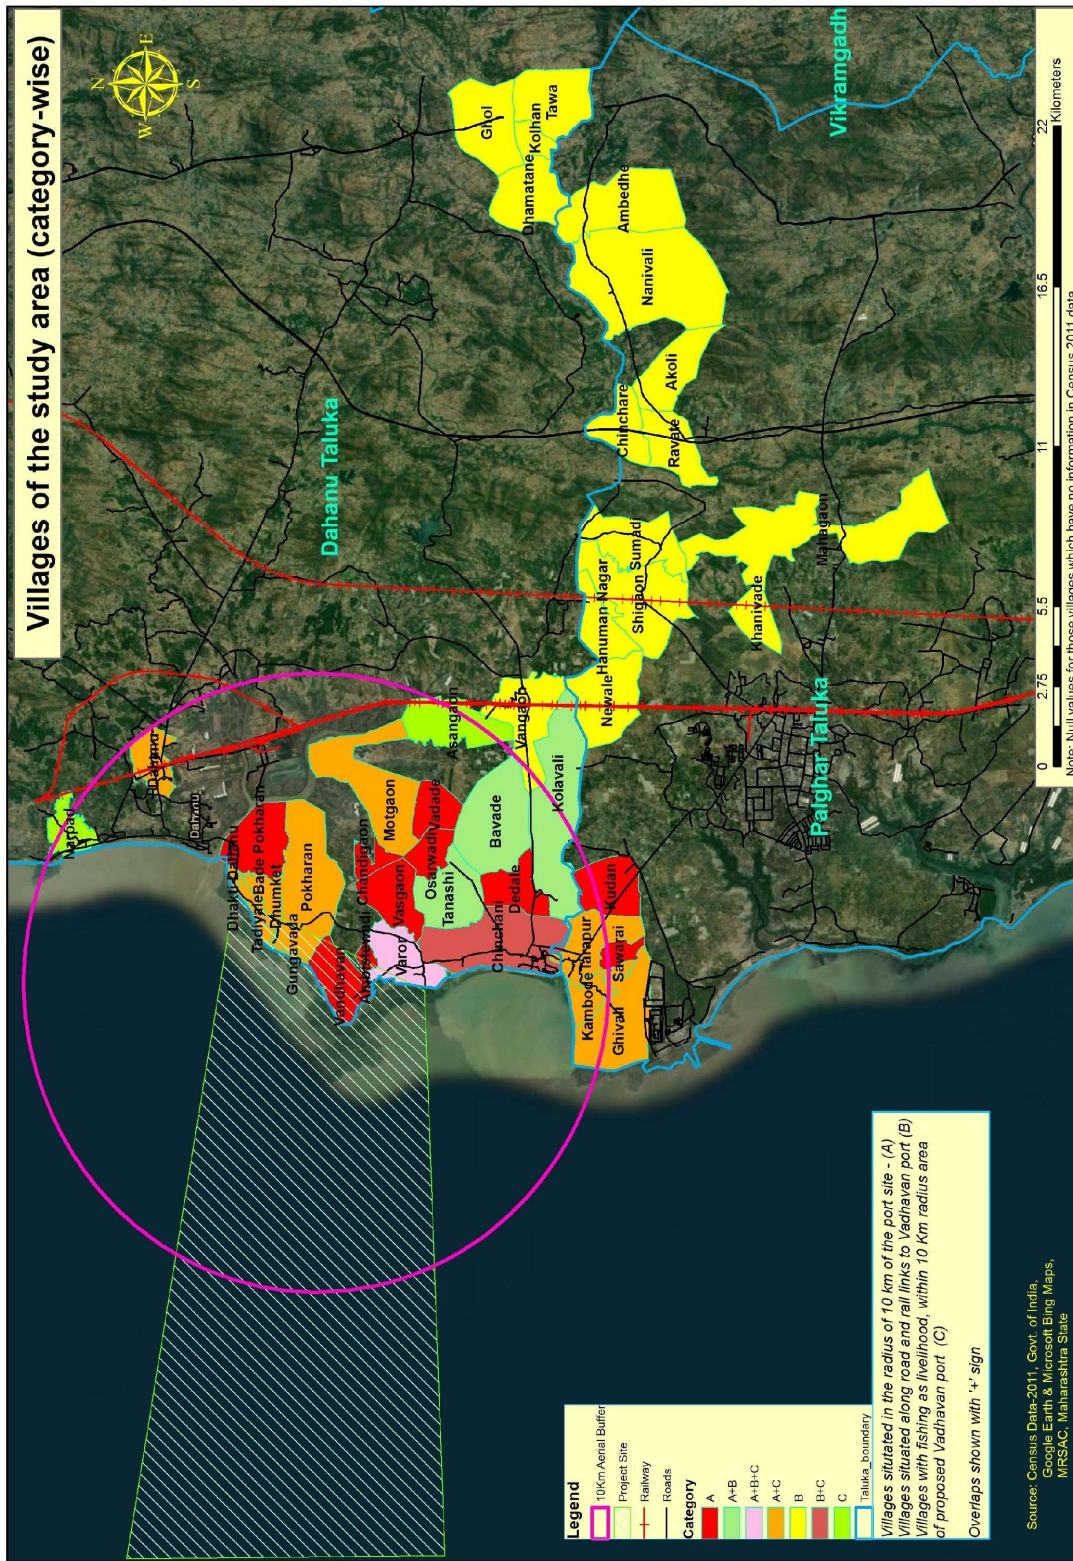 Villages of the study area (category-wise)
N
E
S
W
Dahanu Taluka
Vikramgadh
Palghar Taluka
Narpad
Dahanu
Dahanu
Dhakti Dahanu
Tadiyale
Bade Pokharan
Dhumket
Gungavada
Pokharan
Vandhavan
Chandigaon
Vasgaon
Varor
Motgaon
Osarwadi
Vadade
Tanashi
Asangaon
Bavade
Vangaon
Kolavali
Dedale
Chinchani
Kudan
Tarapur
Sawarai
Kambode
Ghivali
Newale
Hanuman Nagar
Shigaon
Sumadi
Khanivade
Mahagaon
Chinchare
Ravate
Akoli
Nanivali
Ambedhe
Dhamatane
Kolhan
Tawa
Ghol
0 2.75 5.5 11 16.5 22
Kilometers
Note: Null values for those villages which have no information in Census 2011 data
Legend
10Km Aerial Buffer
Project Site
Railway
Roads
Category
A
A+B
A+B+C
A+C
B
B+C
C
Taluka_boundary
Villages situtated in the radius of 10 km of the port site - (A)
Villages situated along road and rail links to Vadhavan port (B)
Villages with fishing as livelihood, within 10 Km radius area
of proposed Vadhavan port (C)
Overlaps shown with '+' sign
Source: Census Data-2011, Govt. of India,
Google Earth & Microsoft Bing Maps,
MRSAC, Maharashtra State